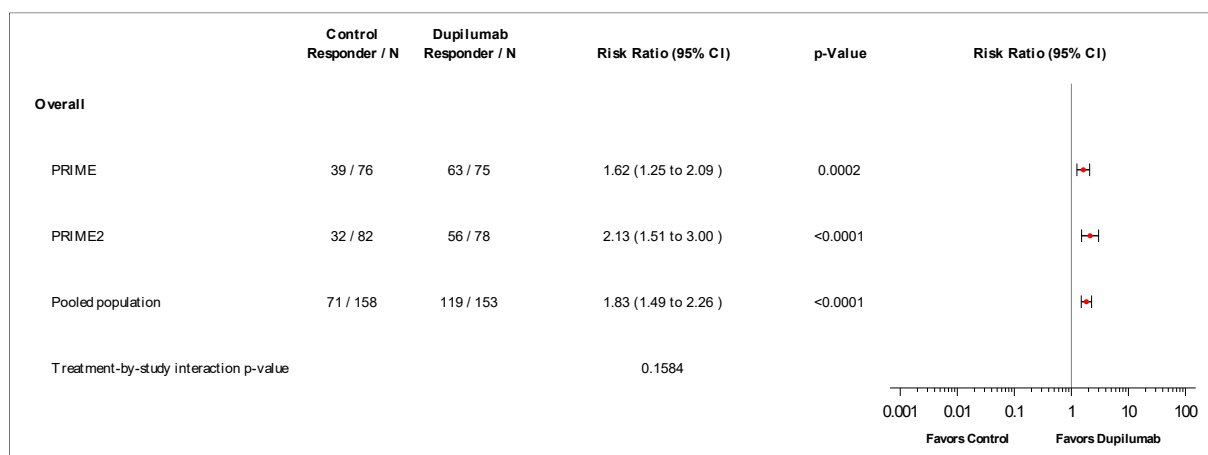 Control Dupilumab
Responder / N Responder / N Risk Ratio (95% CI) p-Value Risk Ratio (95% CI)
Overall
PRIME 39 / 76 63 / 75 1.62 (1.25 to 2.09 ) 0.0002
PRIME2 32 / 82 56 / 78 2.13 (1.51 to 3.00 ) <0.0001
Pooled population 71 / 158 119 / 153 1.83 (1.49 to 2.26 ) <0.0001
Treatment-by-study interaction p-value 0.1584
0.001 0.01 0.1 1 10 100
Favors Control Favors Dupilumab